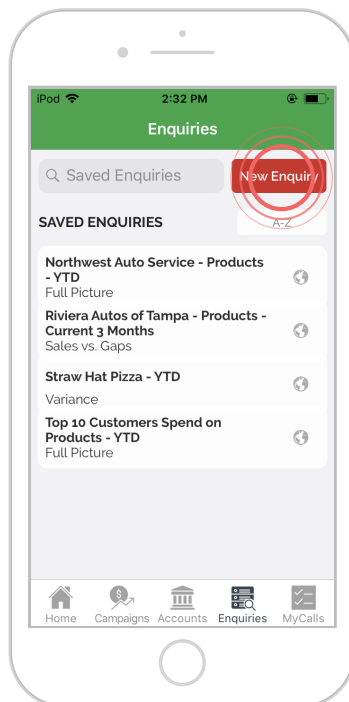 iPod 2:32 PM
Enquiries
Saved Enquiries New Enquiry
SAVED ENQUIRIES A-Z
Northwest Auto Service - Products
- YTD
Full Picture
Riviera Autos of Tampa - Products -
Current 3 Months
Sales vs. Gaps
Straw Hat Pizza - YTD
Variance
Top 10 Customers Spend on
Products - YTD
Full Picture
Home Campaigns Accounts Enquiries MyCalls